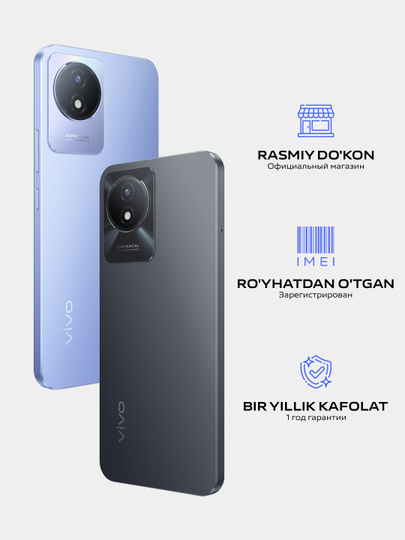 RASMIY DO'KON
Официальный магазин
IMEI
RO'YHATDAN O'TGAN
Зарегистрирован
BIR YILLIK KAFOLAT
1 год гарантии
vivo
vivo